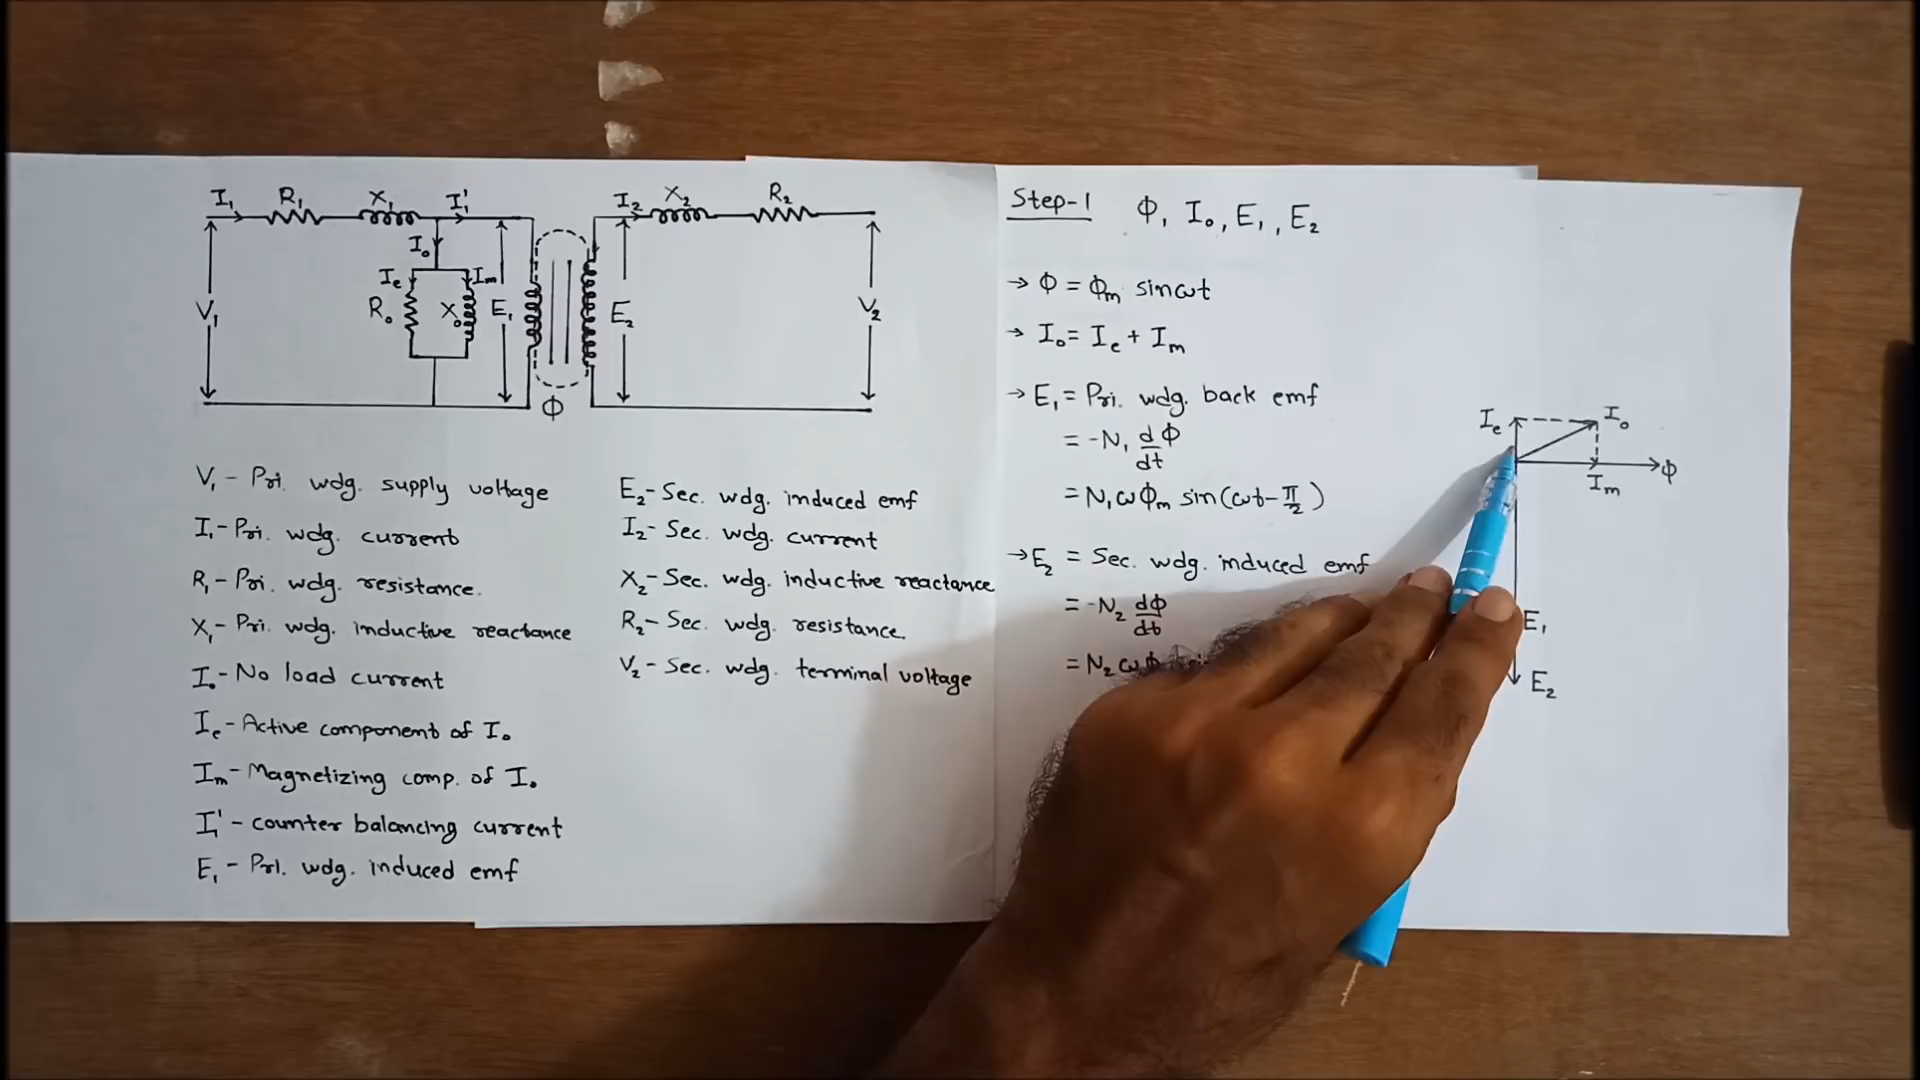 I₁ R₁ X₁ I₁' I₂ X₂ R₂
I₀
Iₑ Iₘ
V₁ R₀ X₀ E₁ E₂ V₂
Φ
V₁ - Pri. wdg. supply voltage
I₁ - Pri. wdg. current
R₁ - Pri. wdg. resistance.
X₁ - Pri. wdg. inductive reactance
I₀ - No load current
Iₑ - Active component of I₀
Iₘ - Magnetizing comp. of I₀
I₁' - counter balancing current
E₁ - Pri. wdg. induced emf
E₂ - Sec. wdg. induced emf
I₂ - Sec. wdg. current
X₂ - Sec. wdg. inductive reactance
R₂ - Sec. wdg. resistance.
V₂ - Sec. wdg. terminal voltage
Step-1 Φ, I₀, E₁, E₂
→ Φ = Φₘ sinωt
→ I₀ = Iₑ + Iₘ
→ E₁ = Pri. wdg. back emf
= -N₁ dΦ/dt
= N₁ωΦₘ sin(ωt-π/2)
→ E₂ = Sec. wdg. induced emf
= -N₂ dΦ/dt
= N₂ωΦ
Iₑ I₀
Φ
Iₘ
E₁
E₂